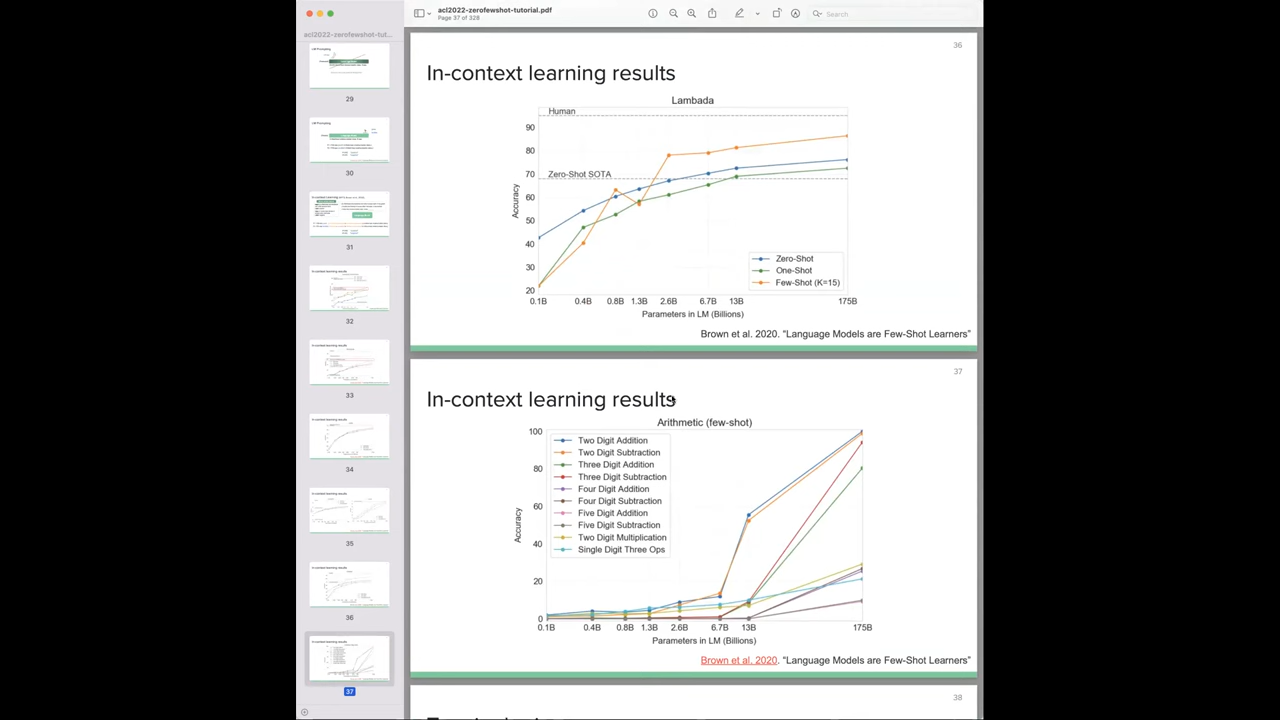 acl2022-zerofewshot-tutorial.pdf
Page 37 of 328
Search
acl2022-zerofewshot-tut...
29
30
31
32
33
34
35
36
37
36
In-context learning results
Lambada
Human
Zero-Shot SOTA
Accuracy
90
80
70
60
50
40
30
20
Zero-Shot
One-Shot
Few-Shot (K=15)
0.1B 0.4B 0.8B 1.3B 2.6B 6.7B 13B 175B
Parameters in LM (Billions)
Brown et al. 2020. "Language Models are Few-Shot Learners"
37
In-context learning results
Arithmetic (few-shot)
Accuracy
100
80
60
40
20
0
Two Digit Addition
Two Digit Subtraction
Three Digit Addition
Three Digit Subtraction
Four Digit Addition
Four Digit Subtraction
Five Digit Addition
Five Digit Subtraction
Two Digit Multiplication
Single Digit Three Ops
0.1B 0.4B 0.8B 1.3B 2.6B 6.7B 13B 175B
Parameters in LM (Billions)
Brown et al. 2020. "Language Models are Few-Shot Learners"
38